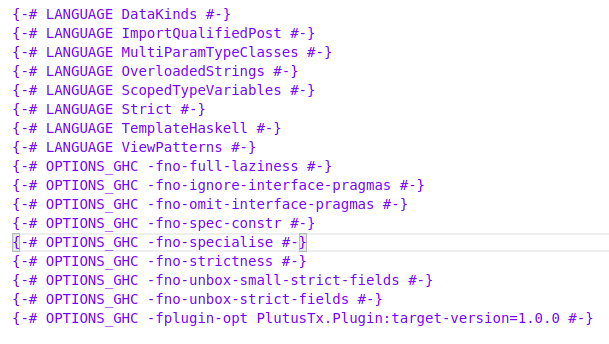 {-# LANGUAGE DataKinds #-}
{-# LANGUAGE ImportQualifiedPost #-}
{-# LANGUAGE MultiParamTypeClasses #-}
{-# LANGUAGE OverloadedStrings #-}
{-# LANGUAGE ScopedTypeVariables #-}
{-# LANGUAGE Strict #-}
{-# LANGUAGE TemplateHaskell #-}
{-# LANGUAGE ViewPatterns #-}
{-# OPTIONS_GHC -fno-full-laziness #-}
{-# OPTIONS_GHC -fno-ignore-interface-pragmas #-}
{-# OPTIONS_GHC -fno-omit-interface-pragmas #-}
{-# OPTIONS_GHC -fno-spec-constr #-}
{-# OPTIONS_GHC -fno-specialise #-}
{-# OPTIONS_GHC -fno-strictness #-}
{-# OPTIONS_GHC -fno-unbox-small-strict-fields #-}
{-# OPTIONS_GHC -fno-unbox-strict-fields #-}
{-# OPTIONS_GHC -fplugin-opt PlutusTx.Plugin:target-version=1.0.0 #-}